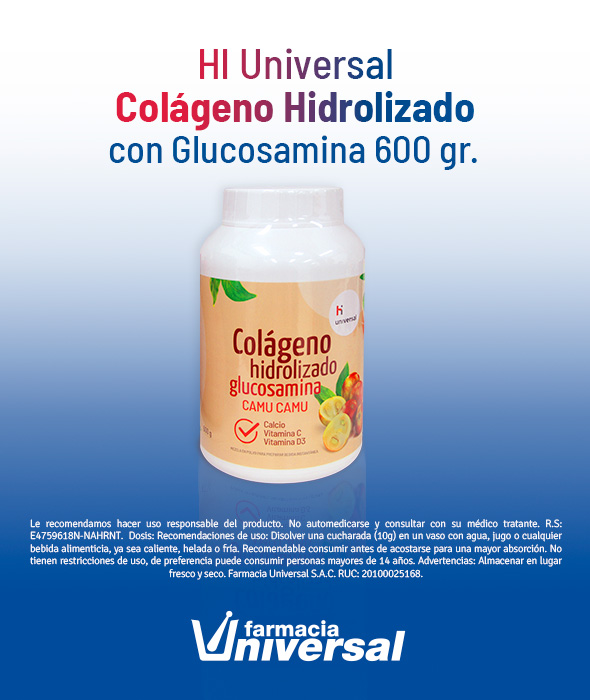 HI Universal
Colágeno Hidrolizado
con Glucosamina 600 gr.
Hi
universal
Colágeno
hidrolizado
glucosamina
CAMU CAMU
Calcio
Vitamina C
Vitamina D3
Le recomendamos hacer uso responsable del producto. No automedicarse y consultar con su médico tratante. R.S:
E4759618N-NAHRNT. Dosis: Recomendaciones de uso: Disolver una cucharada (10g) en un vaso con agua, jugo o cualquier
bebida alimenticia, ya sea caliente, helada o fría. Recomendable consumir antes de acostarse para una mayor absorción. No
tienen restricciones de uso, de preferencia puede consumir personas mayores de 14 años. Advertencias: Almacenar en lugar
fresco y seco. Farmacia Universal S.A.C. RUC: 20100025168.
farmacia
Universal